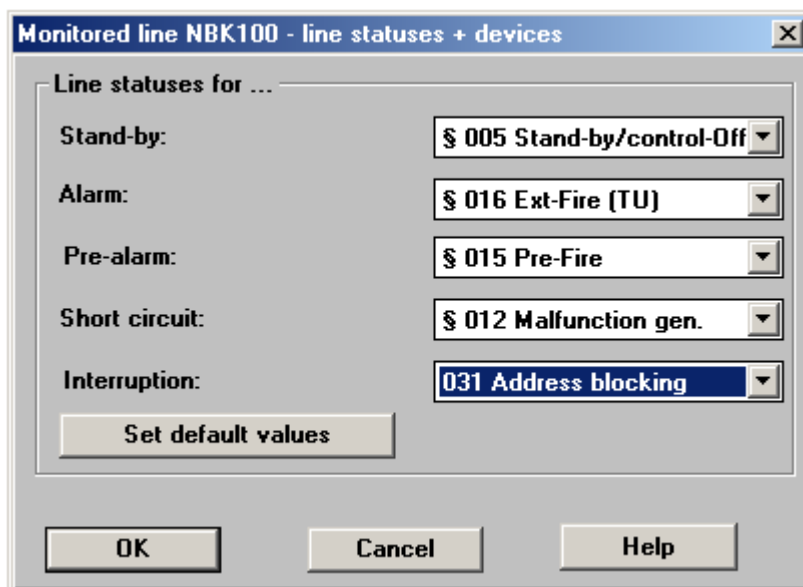 Monitored line NBK100 - line statuses + devices
Line statuses for ...
Stand-by: § 005 Stand-by/control-Off
Alarm: § 016 Ext-Fire (TU)
Pre-alarm: § 015 Pre-Fire
Short circuit: § 012 Malfunction gen.
Interruption: 031 Address blocking
Set default values
OK Cancel Help